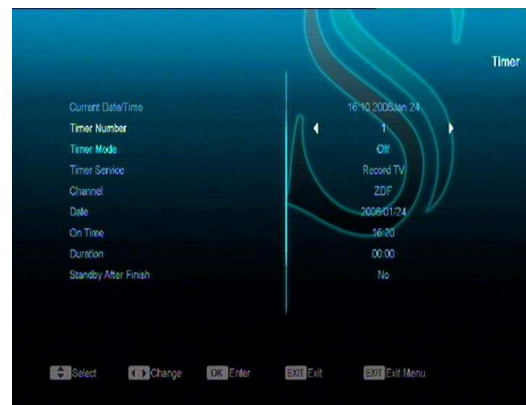 Timer
Current Date/Time 16:10 2006Jan.24
Timer Number 1
Timer Mode Off
Timer Service Record TV
Channel ZDF
Date 2006/01/24
On Time 16:20
Duration 00:00
Standby After Finish No
Select Change OK Enter EXIT Exit EXIT Exit Menu